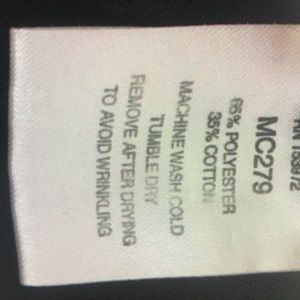 MC279
65% POLYESTER
35% COTTON
MACHINE WASH COLD
TUMBLE DRY
REMOVE AFTER DRYING
TO AVOID WRINKLING